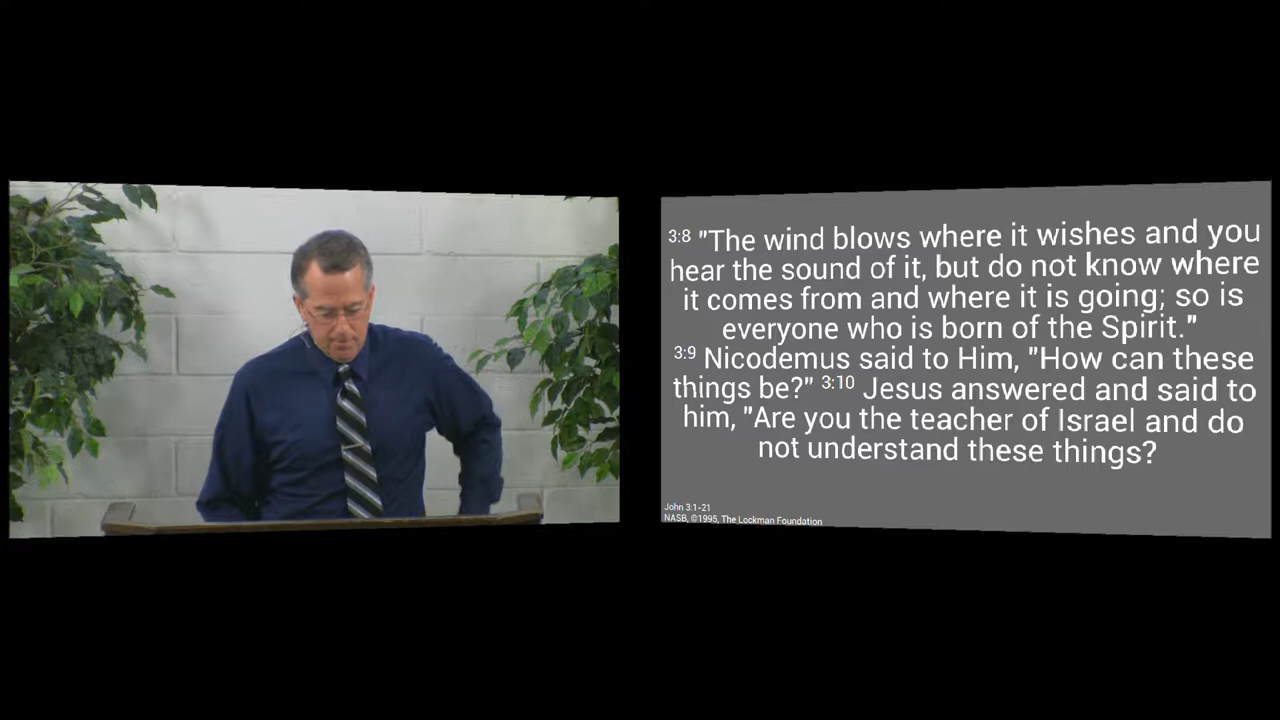 3:8 "The wind blows where it wishes and you
hear the sound of it, but do not know where
it comes from and where it is going; so is
everyone who is born of the Spirit."
3:9 Nicodemus said to Him, "How can these
things be?" 3:10 Jesus answered and said to
him, "Are you the teacher of Israel and do
not understand these things?
John 3:1-21
NASB, ©1995, The Lockman Foundation